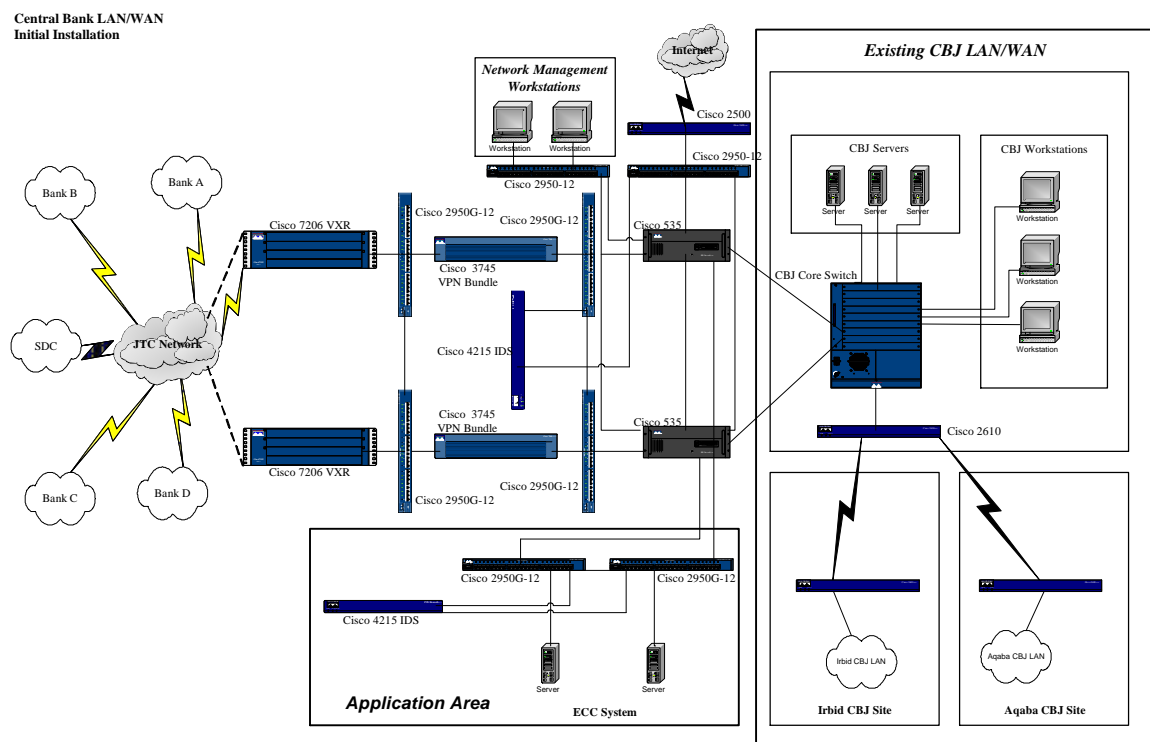 Central Bank LAN/WAN
Initial Installation
Internet
Existing CBJ LAN/WAN
Network Management
Workstations
Workstation
Workstation
Cisco 2500
Cisco 2950-12
Cisco 2950-12
CBJ Servers
Server
Server
Server
CBJ Workstations
Workstation
Workstation
Workstation
Bank B
Bank A
Cisco 7206 VXR
Cisco 2950G-12
Cisco 2950G-12
Cisco 535
Cisco 3745
VPN Bundle
CBJ Core Switch
SDC
JTC Network
Cisco 4215 IDS
Cisco 3745
VPN Bundle
Cisco 535
Cisco 2610
Cisco 7206 VXR
Cisco 2950G-12
Cisco 2950G-12
Bank C
Bank D
Cisco 2950G-12
Cisco 2950G-12
Cisco 4215 IDS
Server
Server
Application Area
ECC System
Irbid CBJ LAN
Aqaba CBJ LAN
Irbid CBJ Site
Aqaba CBJ Site